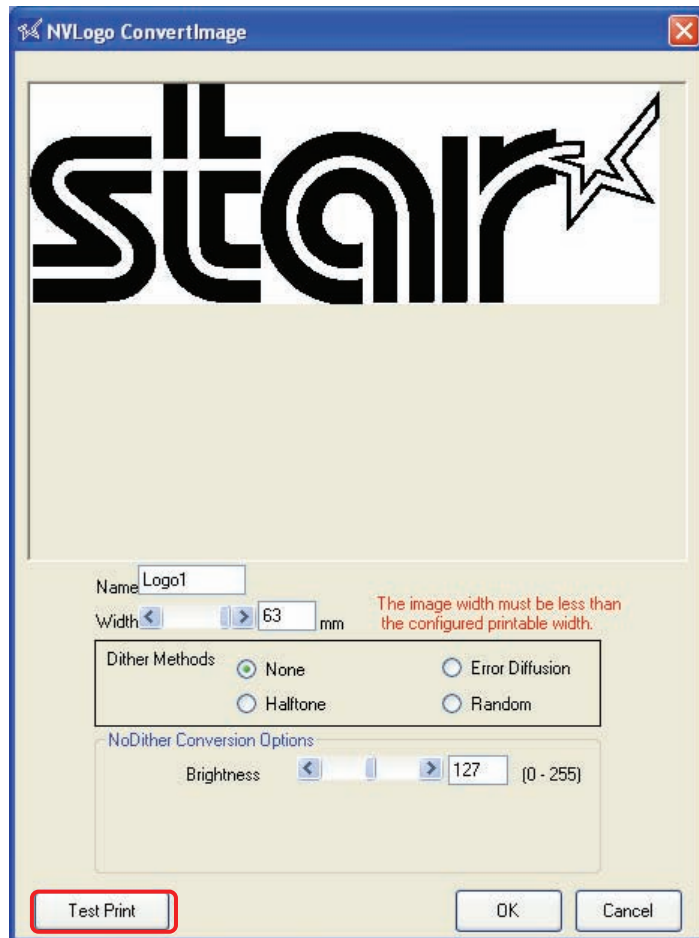 NVLogo ConvertImage
star
Name Logo1
Width 63 mm
The image width must be less than
the configured printable width.
Dither Methods
None
Error Diffusion
Halftone
Random
NoDither Conversion Options
Brightness 127 (0 - 255)
Test Print
OK
Cancel